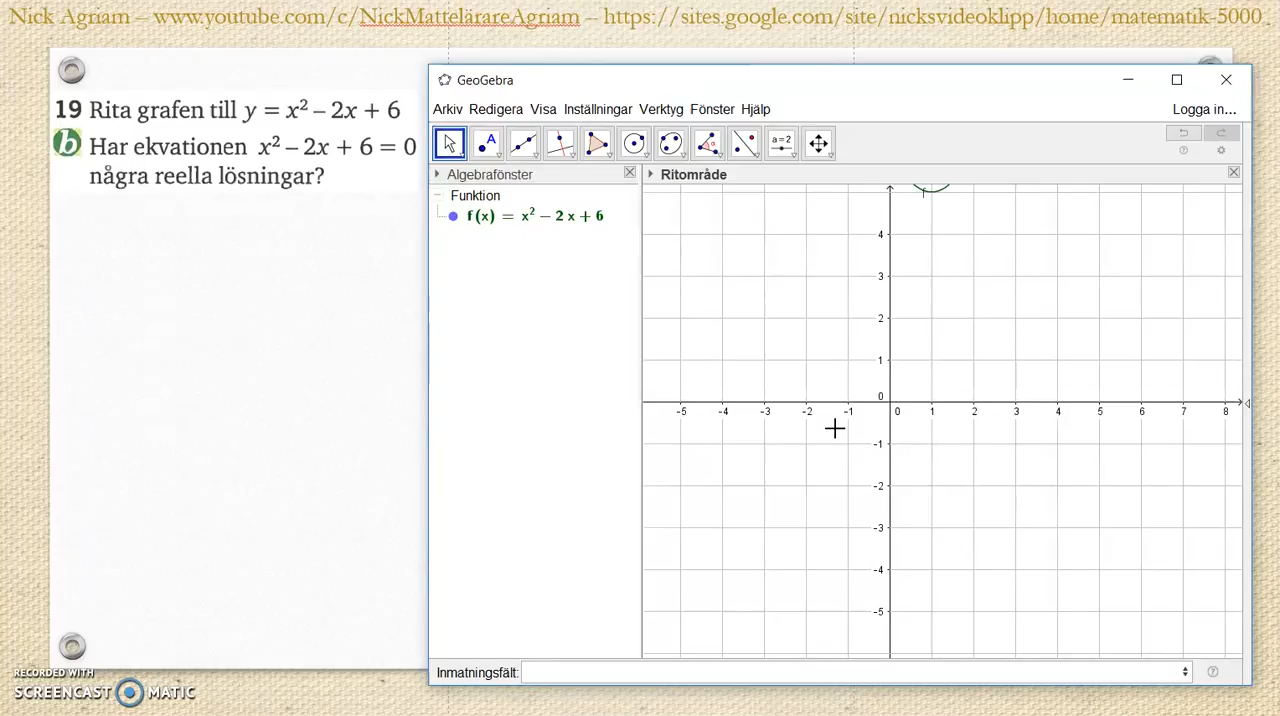 Nick Agriam – www.youtube.com/c/NickMattelärareAgriam – https://sites.google.com/site/nicksvideoklipp/home/matematik-5000
19 Rita grafen till y = x² – 2x + 6
b Har ekvationen x² – 2x + 6 = 0
några reella lösningar?
GeoGebra
Arkiv Redigera Visa Inställningar Verktyg Fönster Hjälp Logga in...
A a=2
Algebrafönster
Ritområde
Funktion
f(x) = x² – 2 x + 6
4
3
2
1
0
-5 -4 -3 -2 -1 0 1 2 3 4 5 6 7 8
-1
-2
-3
-4
-5
Inmatningsfält:
RECORDED WITH
SCREENCAST MATIC